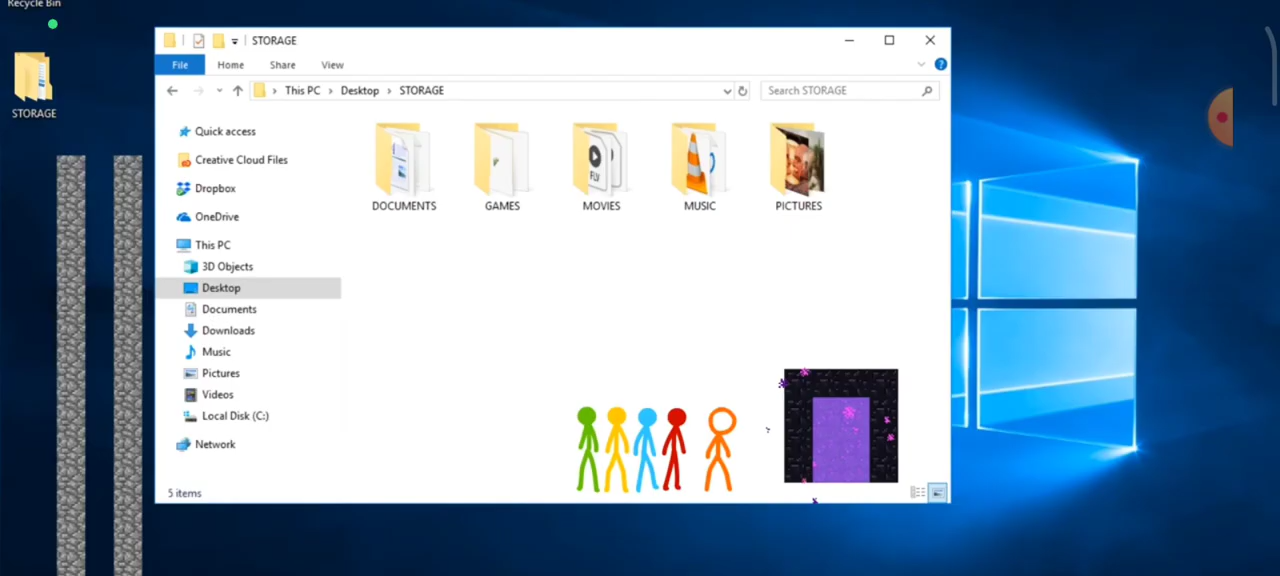 Recycle Bin
STORAGE
STORAGE
File Home Share View
This PC Desktop STORAGE
Search STORAGE
Quick access
Creative Cloud Files
Dropbox
OneDrive
This PC
3D Objects
Desktop
Documents
Downloads
Music
Pictures
Videos
Local Disk (C:)
Network
FLV
DOCUMENTS GAMES MOVIES MUSIC PICTURES
5 items